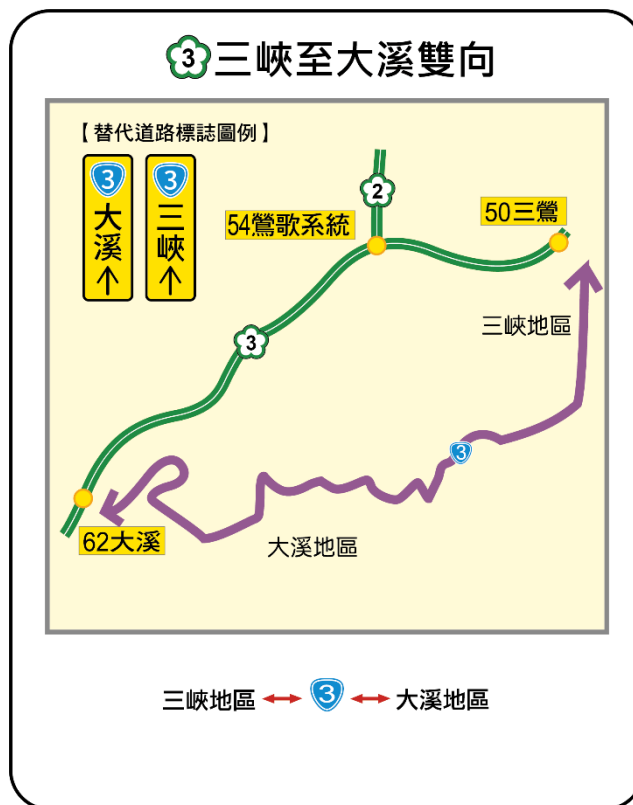 3三峽至大溪雙向
【替代道路標誌圖例】
3
大溪↑
3
三峽↑
2
54鶯歌系統
50三鶯
三峽地區
3
3
62大溪
大溪地區
三峽地區 ↔ 3 ↔ 大溪地區